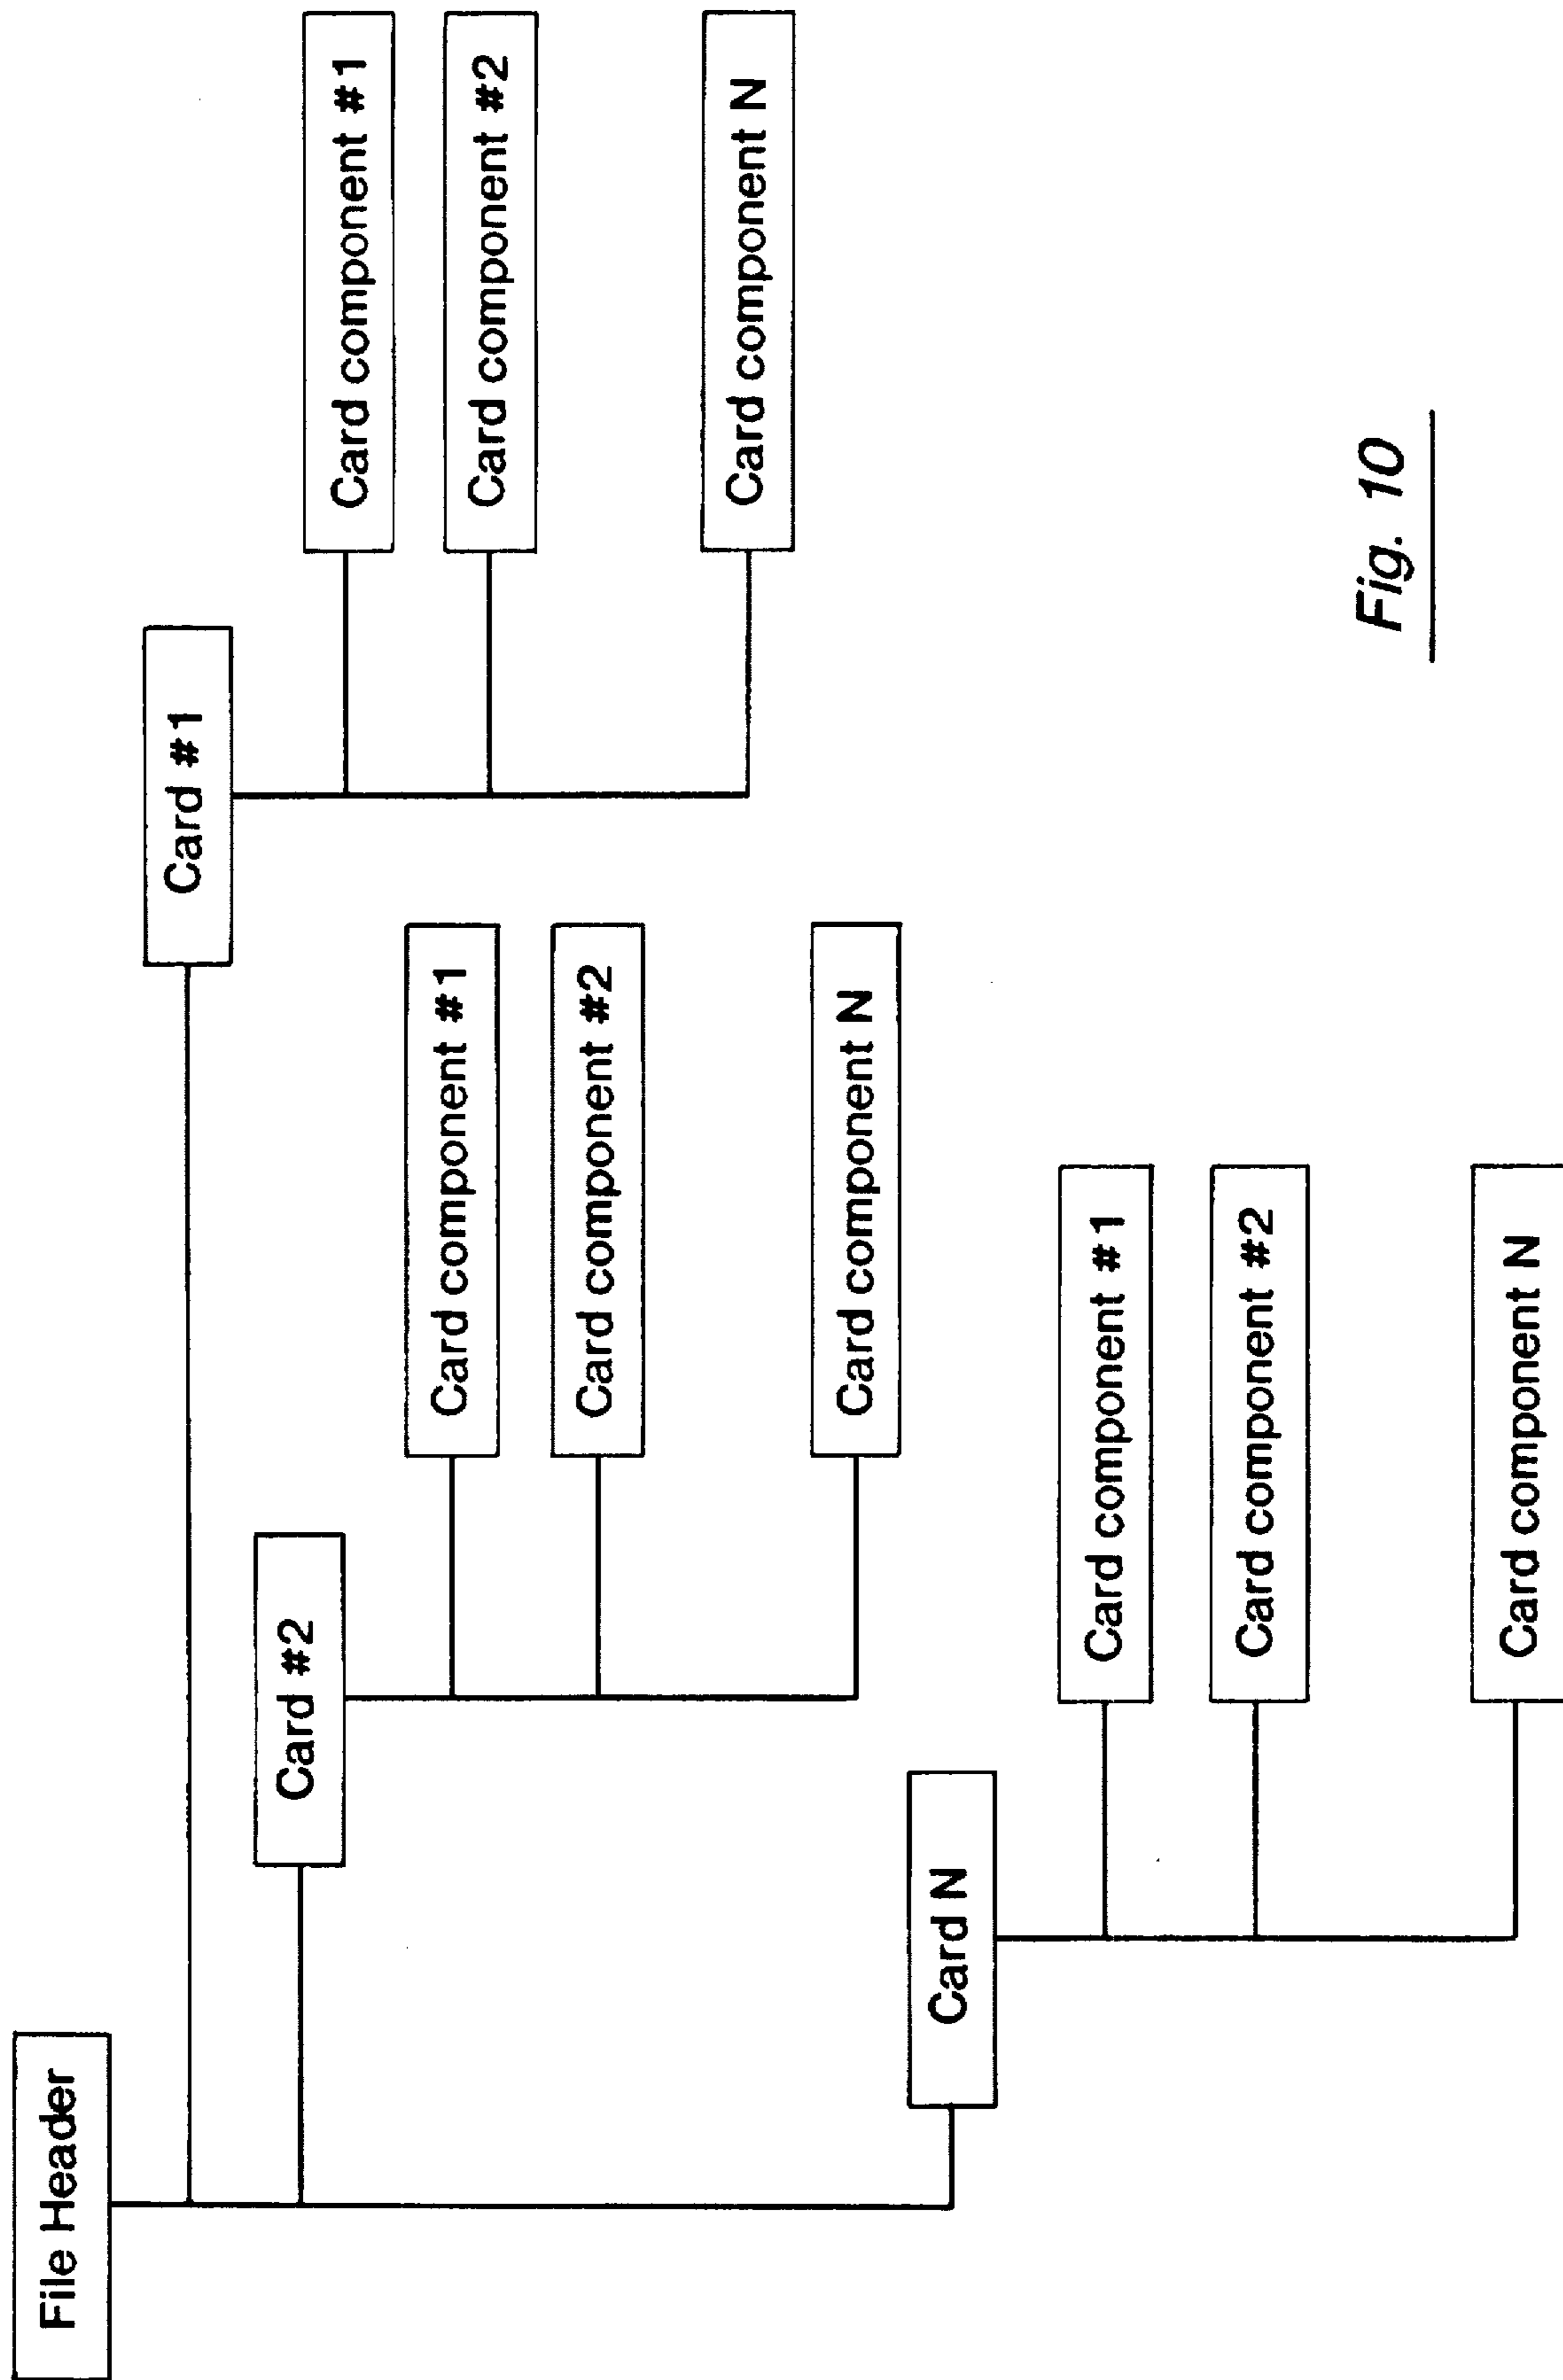 File Header
Card #1
Card component #1
Card component #2
Card component N
Card #2
Card component #1
Card component #2
Card component N
Card N
Card component #1
Card component #2
Card component N
Fig. 10